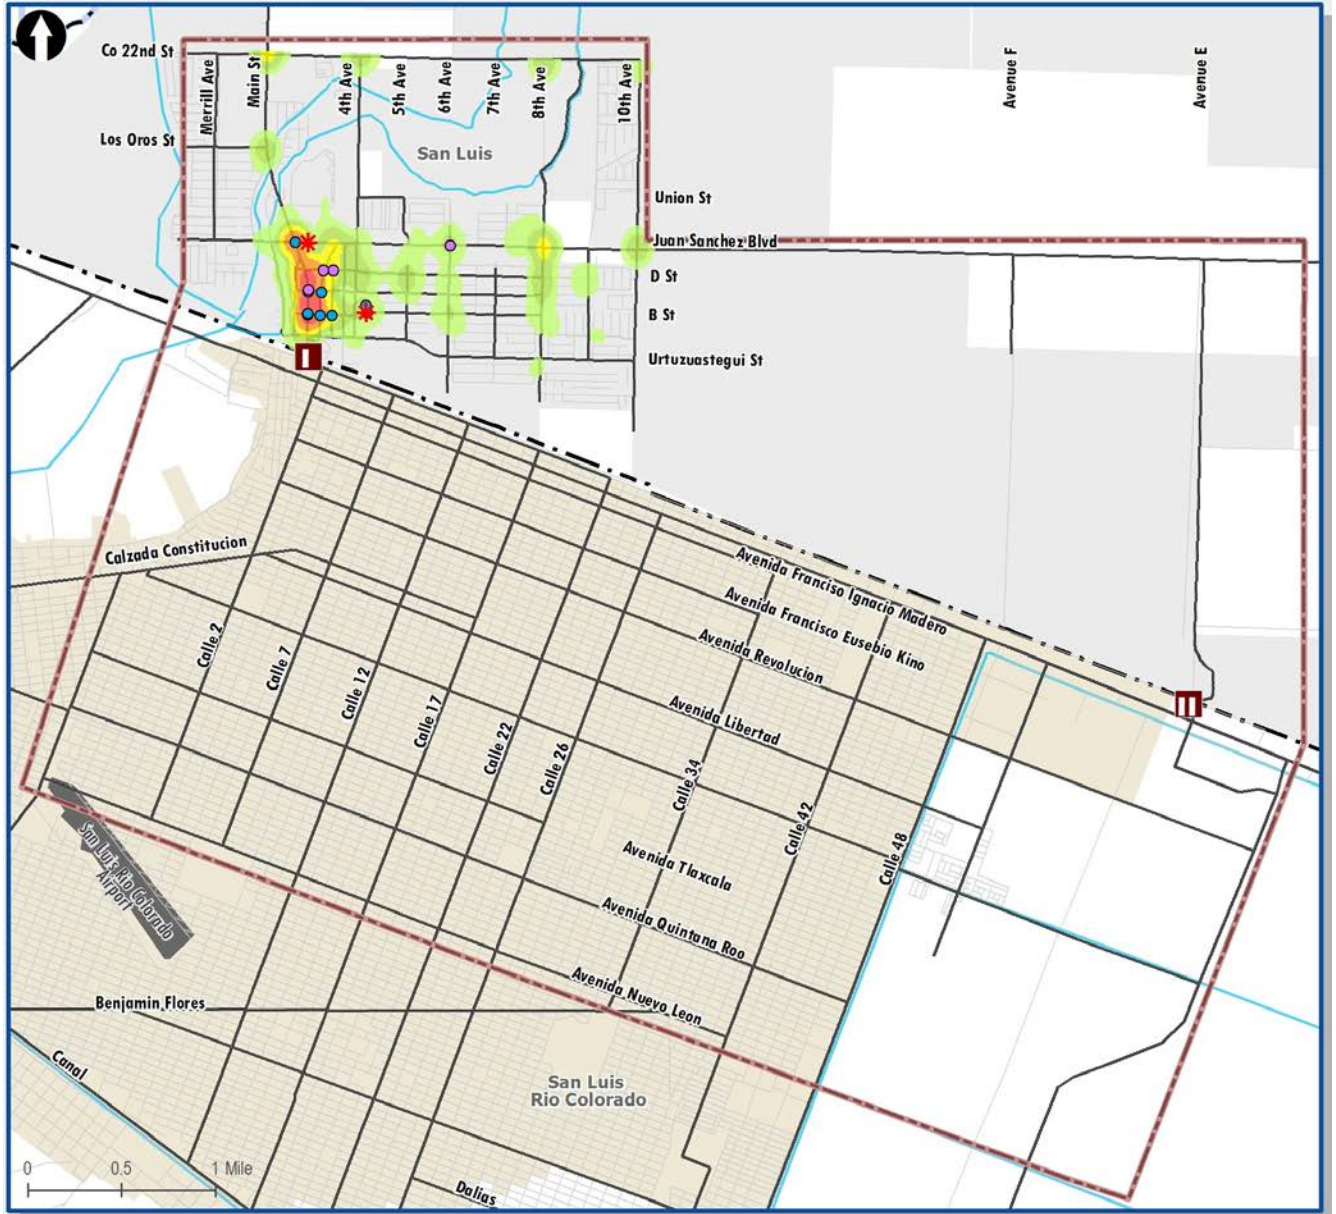 Co 22nd St
Merrill Ave
Main St
4th Ave
5th Ave
6th Ave
7th Ave
8th Ave
10th Ave
Avenue F
Avenue E
Los Oros St
San Luis
Union St
Juan Sanchez Blvd
D St
B St
Urtuzuastegui St
I
Calzada Constitucion
Avenida Franciso Ignacio Madero
Avenida Francisco Eusebio Kino
Avenida Revolucion
Avenida Libertad
II
Calle 2
Calle 7
Calle 12
Calle 17
Calle 22
Calle 26
Calle 34
Calle 42
Calle 48
San Luis Rio Colorado
Airport
Avenida Tlaxcala
Avenida Quintana Roo
Avenida Nuevo Leon
Benjamin Flores
Canal
San Luis
Rio Colorado
0 0.5 1 Mile
Dalias